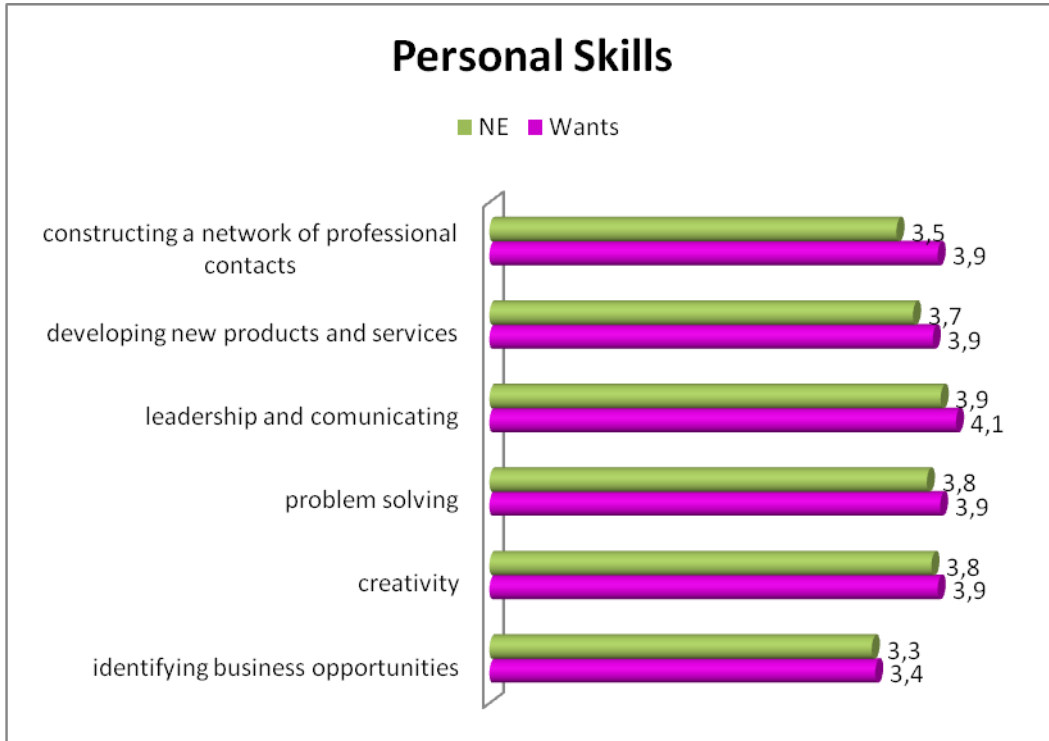 Personal Skills
NE Wants
constructing a network of professional
contacts
3,5
3,9
developing new products and services
3,7
3,9
leadership and comunicating
3,9
4,1
problem solving
3,8
3,9
creativity
3,8
3,9
identifying business opportunities
3,3
3,4